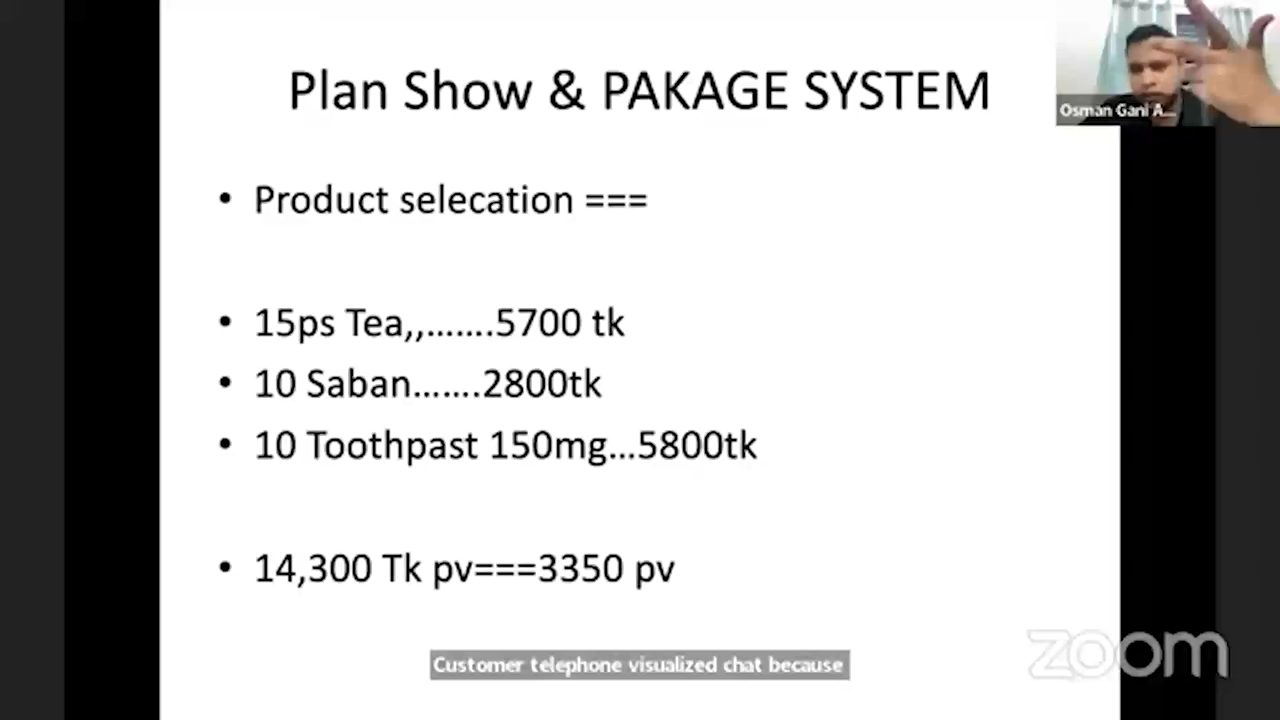 Plan Show & PAKAGE SYSTEM
Osman Gani A...
• Product selecation ===
• 15ps Tea,,…….5700 tk
• 10 Saban…….2800tk
• 10 Toothpast 150mg…5800tk
• 14,300 Tk pv===3350 pv
Customer telephone visualized chat because
zoom